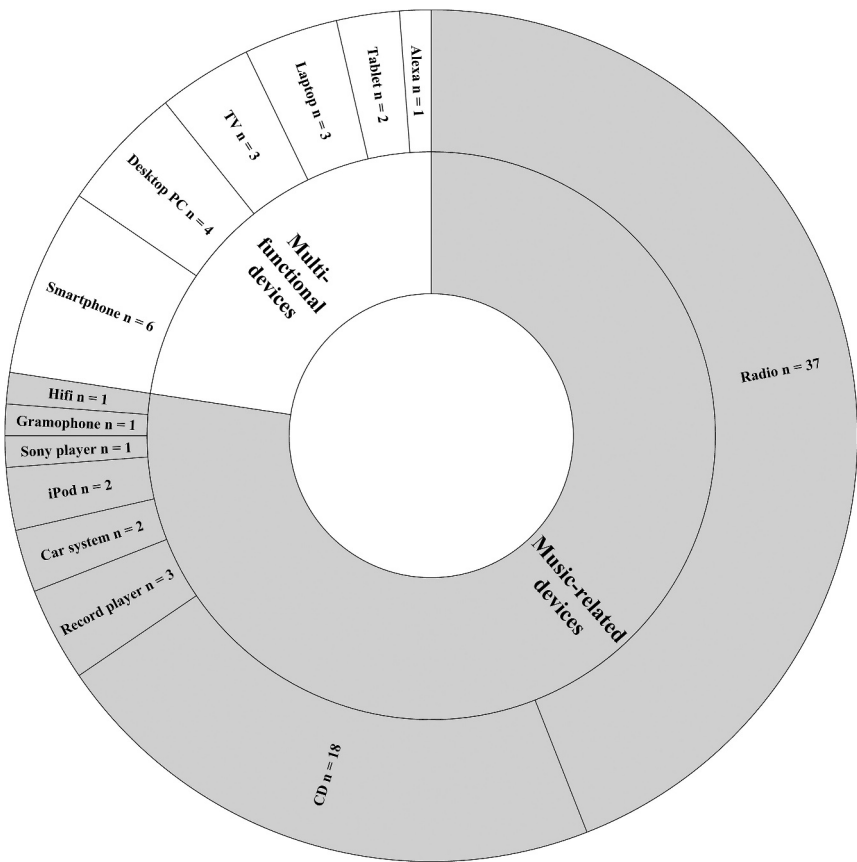 Alexa n = 1
Tablet n = 2
Laptop n = 3
TV n = 3
Desktop PC n = 4
Smartphone n = 6
Multi-
functional
devices
Hifi n = 1
Gramophone n = 1
Sony player n = 1
iPod n = 2
Car system n = 2
Record player n = 3
CD n = 18
Radio n = 37
Music-related
devices